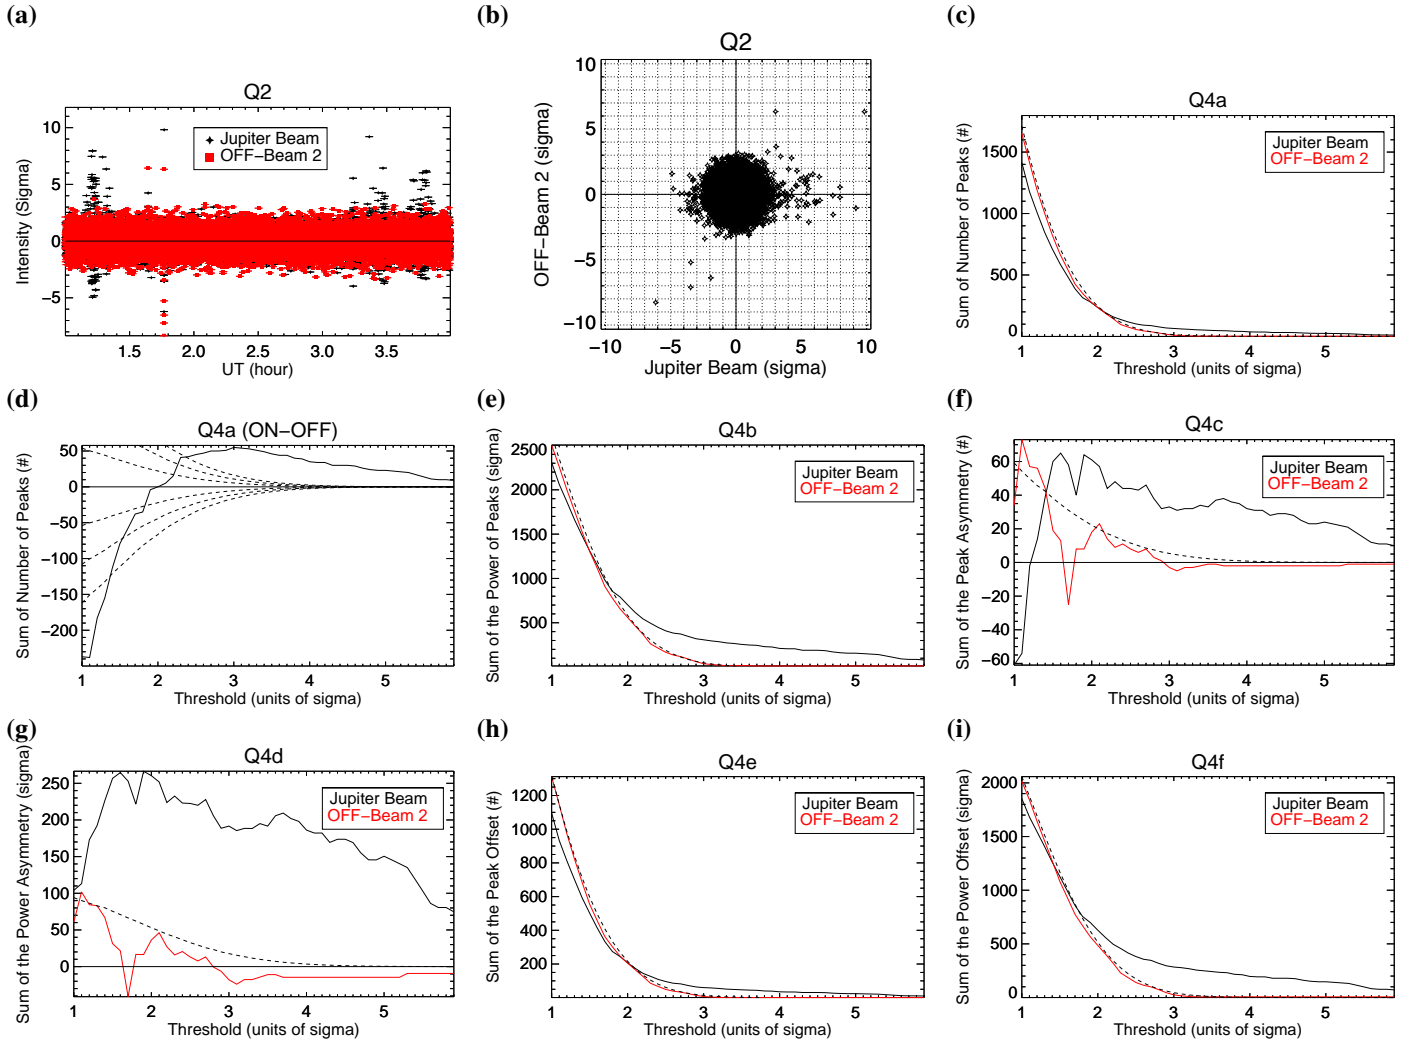 (a)
Q2
Intensity (Sigma)
10
5
0
−5
Jupiter Beam
OFF−Beam 2
1.5 2.0 2.5 3.0 3.5
UT (hour)
(b)
Q2
OFF−Beam 2 (sigma)
10
5
0
−5
−10
−10 −5 0 5 10
Jupiter Beam (sigma)
(c)
Q4a
Sum of Number of Peaks (#)
1500
1000
500
0
Jupiter Beam
OFF−Beam 2
1 2 3 4 5
Threshold (units of sigma)
(d)
Q4a (ON−OFF)
Sum of Number of Peaks (#)
50
0
−50
−100
−150
−200
1 2 3 4 5
Threshold (units of sigma)
(e)
Q4b
Sum of the Power of Peaks (sigma)
2500
2000
1500
1000
500
Jupiter Beam
OFF−Beam 2
1 2 3 4 5
Threshold (units of sigma)
(f)
Q4c
Sum of the Peak Asymmetry (#)
60
40
20
0
−20
−40
−60
Jupiter Beam
OFF−Beam 2
1 2 3 4 5
Threshold (units of sigma)
(g)
Q4d
Sum of the Power Asymmetry (sigma)
250
200
150
100
50
0
Jupiter Beam
OFF−Beam 2
1 2 3 4 5
Threshold (units of sigma)
(h)
Q4e
Sum of the Peak Offset (#)
1200
1000
800
600
400
200
Jupiter Beam
OFF−Beam 2
1 2 3 4 5
Threshold (units of sigma)
(i)
Q4f
Sum of the Power Offset (sigma)
2000
1500
1000
500
0
Jupiter Beam
OFF−Beam 2
1 2 3 4 5
Threshold (units of sigma)